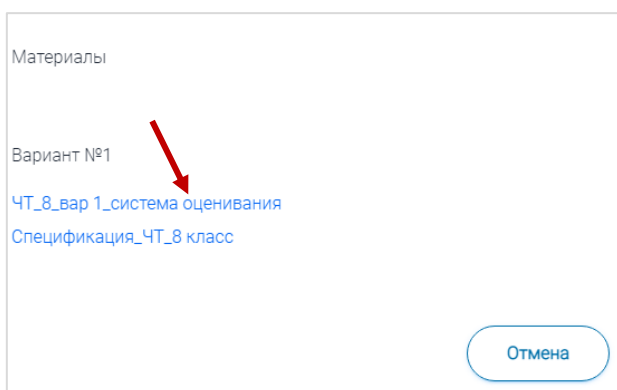 Материалы
Вариант №1
ЧТ_8_вар 1_система оценивания
Спецификация_ЧТ_8 класс
Отмена